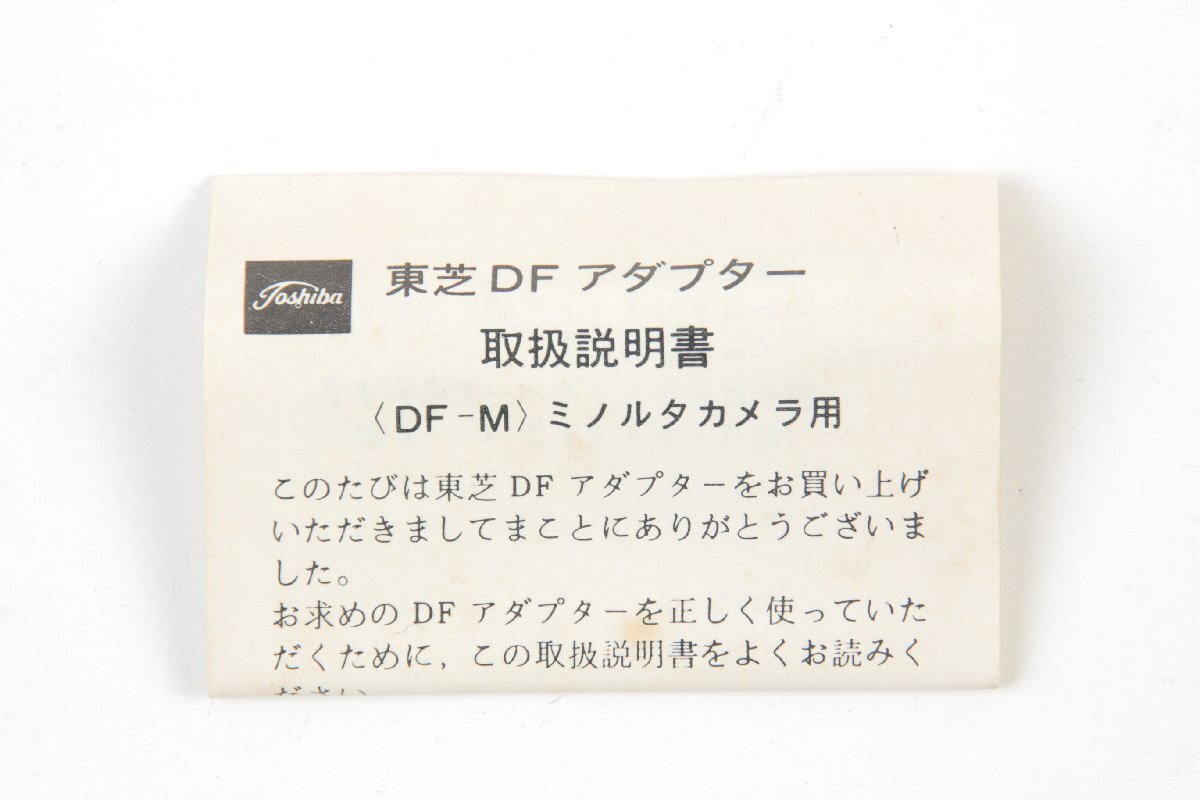 Toshiba
東芝DFアダプター
取扱説明書
〈DF-M〉ミノルタカメラ用
このたびは東芝DFアダプターをお買い上げ
いただきましてまことにありがとうございま
した。
お求めのDFアダプターを正しく使っていた
だくために,この取扱説明書をよくお読みく
ださい